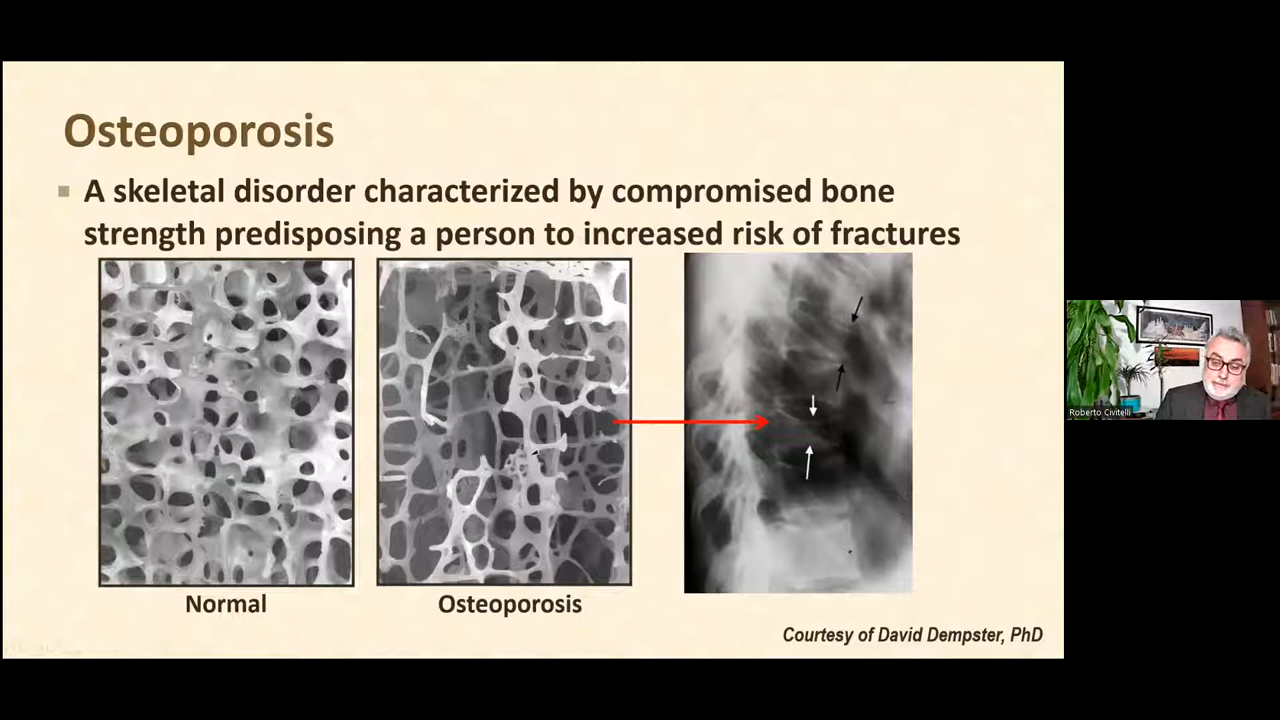 Osteoporosis
A skeletal disorder characterized by compromised bone
strength predisposing a person to increased risk of fractures
Normal
Osteoporosis
Courtesy of David Dempster, PhD
Roberto Civitelli